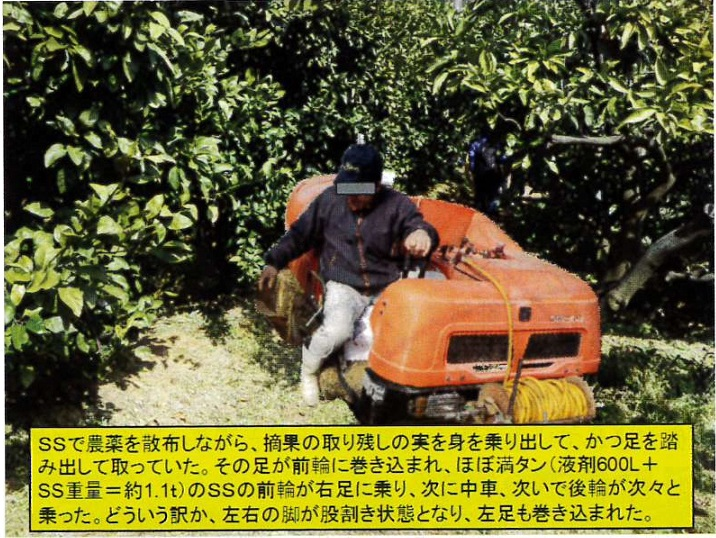 SSで農薬を散布しながら、摘果の取り残しの実を身を乗り出して、かつ足を踏
み出して取っていた。その足が前輪に巻き込まれ、ほぼ満タン（液剤600L＋
SS重量＝約1.1t）のSSの前輪が右足に乗り、次に中車、次いで後輪が次々と
乗った。どういう訳か、左右の脚が股割き状態となり、左足も巻き込まれた。